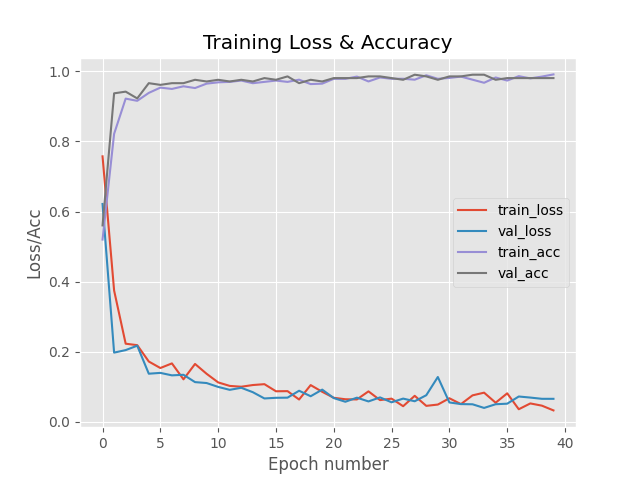 Training Loss & Accuracy
1.0
0.8
0.6
0.4
0.2
0.0
Loss/Acc
train_loss
val_loss
train_acc
val_acc
0 5 10 15 20 25 30 35 40
Epoch number